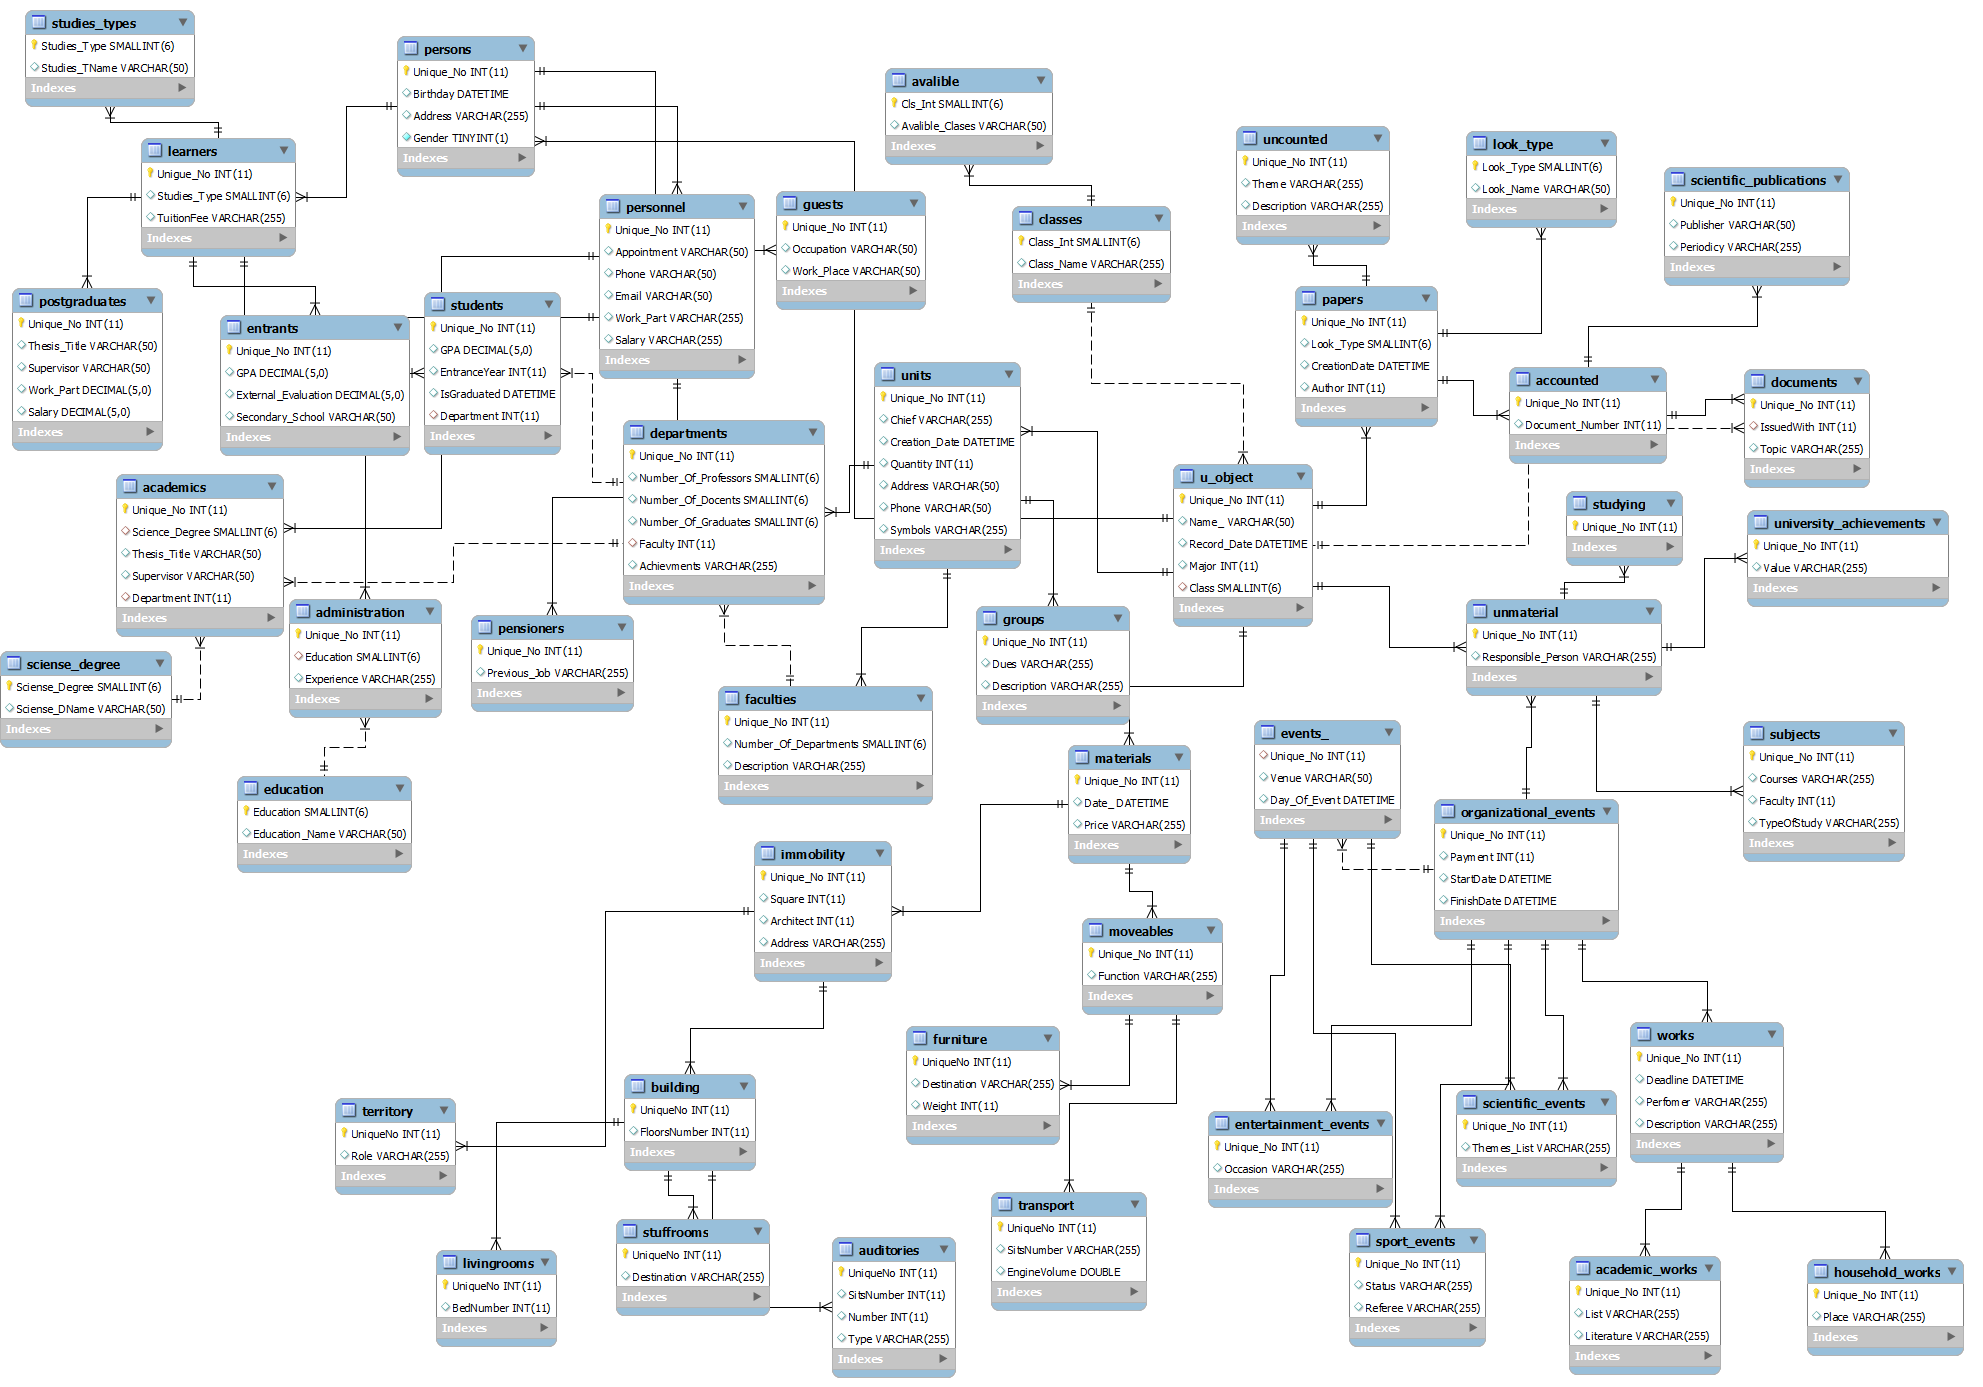 studies_types
Studies_Type SMALLINT(6)
Studies_TName VARCHAR(50)
Indexes
persons
Unique_No INT(11)
Birthday DATETIME
Address VARCHAR(255)
Gender TINYINT(1)
Indexes
avalible
Cls_Int SMALLINT(6)
Avalible_Clases VARCHAR(50)
Indexes
uncounted
Unique_No INT(11)
Theme VARCHAR(255)
Description VARCHAR(255)
Indexes
look_type
Look_Type SMALLINT(6)
Look_Name VARCHAR(50)
Indexes
scientific_publications
Unique_No INT(11)
Publisher VARCHAR(50)
Periodicy VARCHAR(255)
Indexes
learners
Unigue_No INT(11)
Studies_Type SMALLINT(6)
TuitionFee VARCHAR(255)
Indexes
personnel
Unique_No INT(11)
Appointment VARCHAR(50)
Phone VARCHAR(50)
Email VARCHAR(50)
Work_Part VARCHAR(255)
Salary VARCHAR(255)
Indexes
guests
Unique_No INT(11)
Occupation VARCHAR(50)
Work_Place VARCHAR(50)
Indexes
classes
Class_Int SMALLINT(6)
Class_Name VARCHAR(255)
Indexes
postgraduates
Unique_No INT(11)
Thesis_Title VARCHAR(50)
Supervisor VARCHAR(50)
Work_Part DECIMAL(5,0)
Salary DECIMAL(5,0)
Indexes
entrants
Unique_No INT(11)
GPA DECIMAL(5,0)
External_Evaluation DECIMAL(5,0)
Secondary_School VARCHAR(50)
Indexes
students
Unique_No INT(11)
GPA DECIMAL(5,0)
EntranceYear INT(11)
IsGraduated DATETIME
Department INT(11)
Indexes
papers
Unique_No INT(11)
Look_Type SMALLINT(6)
CreationDate DATETIME
Author INT(11)
Indexes
units
Unique_No INT(11)
Chief VARCHAR(255)
Creation_Date DATETIME
Quantity INT(11)
Address VARCHAR(50)
Phone VARCHAR(50)
Symbols VARCHAR(255)
Indexes
accounted
Unique_No INT(11)
Document_Number INT(11)
Indexes
documents
Unique_No INT(11)
IssuedWith INT(11)
Topic VARCHAR(255)
Indexes
departments
Unique_No INT(11)
Number_Of_Professors SMALLINT(6)
Number_Of_Docents SMALLINT(6)
Number_Of_Graduates SMALLINT(6)
Faculty INT(11)
Achievments VARCHAR(255)
Indexes
academics
Unique_No INT(11)
Science_Degree SMALLINT(6)
Thesis_Title VARCHAR(50)
Supervisor VARCHAR(50)
Department INT(11)
Indexes
u_object
Unique_No INT(11)
Name_ VARCHAR(50)
Record_Date DATETIME
Major INT(11)
Class SMALLINT(6)
Indexes
studying
Unique_No INT(11)
Indexes
university_achievements
Unique_No INT(11)
Value VARCHAR(255)
Indexes
administration
Unique_No INT(11)
Education SMALLINT(6)
Experience VARCHAR(255)
Indexes
pensioners
Unique_No INT(11)
Previous_Job VARCHAR(255)
Indexes
groups
Unique_No INT(11)
Dues VARCHAR(255)
Description VARCHAR(255)
Indexes
unmaterial
Unique_No INT(11)
Responsible_Person VARCHAR(255)
Indexes
sciense_degree
Sciense_Degree SMALLINT(6)
Sciense_DName VARCHAR(50)
Indexes
faculties
Unique_No INT(11)
Number_Of_Departments SMALLINT(6)
Description VARCHAR(255)
Indexes
events_
Unique_No INT(11)
Venue VARCHAR(50)
Day_Of_Event DATETIME
Indexes
subjects
Unique_No INT(11)
Courses VARCHAR(255)
Faculty INT(11)
TypeOfStudy VARCHAR(255)
Indexes
materials
Unique_No INT(11)
Date_ DATETIME
Price VARCHAR(255)
Indexes
education
Education SMALLINT(6)
Education_Name VARCHAR(50)
Indexes
organizational_events
Unique_No INT(11)
Payment INT(11)
StartDate DATETIME
FinishDate DATETIME
Indexes
immobility
Unique_No INT(11)
Square INT(11)
Architect INT(11)
Address VARCHAR(255)
Indexes
moveables
Unique_No INT(11)
Function VARCHAR(255)
Indexes
furniture
UniqueNo INT(11)
Destination VARCHAR(255)
Weight INT(11)
Indexes
works
Unique_No INT(11)
Deadline DATETIME
Perfomer VARCHAR(255)
Description VARCHAR(255)
Indexes
building
UniqueNo INT(11)
FloorsNumber INT(11)
Indexes
territory
UniqueNo INT(11)
Role VARCHAR(255)
Indexes
scientific_events
Unique_No INT(11)
Themes_List VARCHAR(255)
Indexes
entertainment_events
Unique_No INT(11)
Occasion VARCHAR(255)
Indexes
transport
UniqueNo INT(11)
SitsNumber VARCHAR(255)
EngineVolume DOUBLE
Indexes
stuffrooms
UniqueNo INT(11)
Destination VARCHAR(255)
Indexes
auditories
UniqueNo INT(11)
SitsNumber INT(11)
Number INT(11)
Type VARCHAR(255)
Indexes
livingrooms
UniqueNo INT(11)
BedNumber INT(11)
Indexes
sport_events
Unique_No INT(11)
Status VARCHAR(255)
Referee VARCHAR(255)
Indexes
academic_works
Unique_No INT(11)
List VARCHAR(255)
Literature VARCHAR(255)
Indexes
household_works
Unique_No INT(11)
Place VARCHAR(255)
Indexes